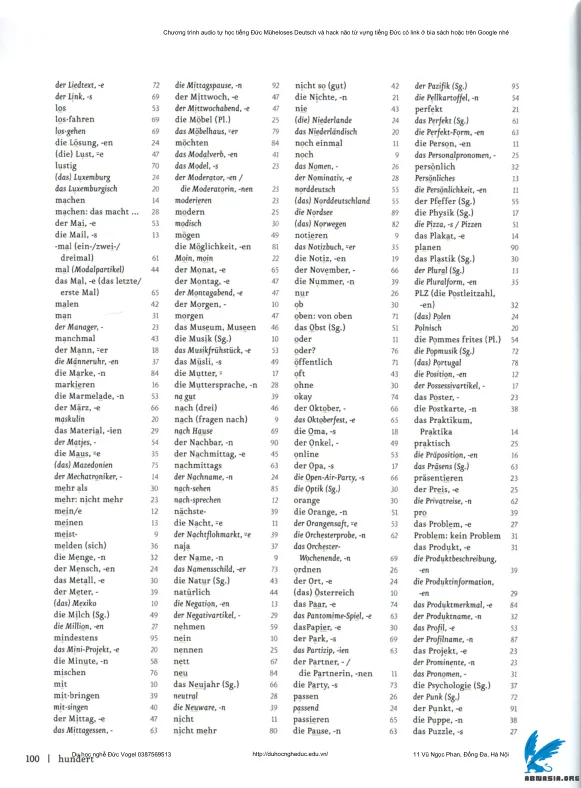 Chương trình audio tự học tiếng Đức Müheloses Deutsch và hack não từ vựng tiếng Đức có link ở bìa sách hoặc trên Google nhé
der Liedtext, -e 72
der Link, -s 69
los 53
los·fahren 69
los·gehen 69
die Lösung, -en 24
(die) Lust, ⸚e 47
lustig 70
(das) Luxemburg 24
das Luxemburgisch 20
machen 14
machen: das macht ... 28
der Mai, -e 53
die Mail, -s 13
-mal (ein-/zwei-/
dreimal) 61
mal (Modalpartikel) 44
das Mal, -e (das letzte/
erste Mal) 65
malen 42
man 31
der Manager, - 23
manchmal 43
der Mann, ⸚er 18
die Männeruhr, -en 37
die Marke, -n 84
markieren 16
die Marmelade, -n 53
der März, -e 66
maskulin 20
das Material, -ien 29
der Matjes, - 54
die Maus, ⸚e 35
(das) Mazedonien 75
der Mechatroniker, - 14
mehr als 30
mehr: nicht mehr 23
mein/e 12
meinen 13
meist- 9
melden (sich) 36
die Menge, -n 32
der Mensch, -en 24
das Metall, -e 30
der Meter, - 39
(das) Mexiko 10
die Milch (Sg.) 49
die Million, -en 27
mindestens 95
das Mini-Projekt, -e 20
die Minute, -n 58
mischen 76
mit 10
mit·bringen 39
mit·singen 40
der Mittag, -e 47
das Mittagessen, - 63
die Mittagspause, -n 92
der Mittwoch, -e 47
der Mittwochabend, -e 47
die Möbel (Pl.) 25
das Möbelhaus, ⸚er 79
möchten 84
das Modalverb, -en 41
das Model, -s 23
der Moderator, -en /
die Moderatorin, -nen 23
moderieren 23
modern 25
modisch 30
mögen 49
die Möglichkeit, -en 81
Moin, moin 22
der Monat, -e 65
der Montag, -e 47
der Montagabend, -e 47
der Morgen, - 10
morgen 47
das Museum, Museen 46
die Musik (Sg.) 10
das Musikfrühstück, -e 53
das Müsli, -s 49
die Mutter, ⸚ 17
die Muttersprache, -n 28
na gut 39
nach (drei) 46
nach (fragen nach) 9
nach Hause 69
der Nachbar, -n 90
der Nachmittag, -e 45
nachmittags 63
der Nachname, -n 24
nach·sehen 85
nach·sprechen 12
nächste- 39
die Nacht, ⸚e 11
der Nachtflohmarkt, ⸚e 39
naja 37
der Name, -n 9
das Namensschild, -er 73
die Natur (Sg.) 43
natürlich 44
die Negation, -en 13
der Negativartikel, - 29
nehmen 59
nein 10
nennen 25
nett 67
neu 84
das Neujahr (Sg.) 66
neutral 28
die Neuware, -n 39
nicht 11
nicht mehr 80
nicht so (gut) 42
die Nichte, -n 21
nie 43
(die) Niederlande 24
das Niederländisch 20
noch einmal 11
noch 9
das Nomen, - 26
der Nominativ, -e 28
norddeutsch 55
(das) Norddeutschland 55
die Nordsee 89
(das) Norwegen 82
notieren 9
das Notizbuch, ⸚er 35
die Notiz, -en 19
der November, - 66
die Nummer, -n 39
nur 26
ob 30
oben: von oben 71
das Obst (Sg.) 51
oder 11
oder? 76
öffentlich 71
oft 43
ohne 30
okay 74
der Oktober, - 66
das Oktoberfest, -e 65
die Oma, -s 18
der Onkel, - 49
online 53
der Opa, -s 17
die Open-Air-Party, -s 66
die Optik (Sg.) 30
orange 30
die Orange, -n 51
der Orangensaft, ⸚e 53
die Orchesterprobe, -n 62
das Orchester-
Wochenende, -n 69
ordnen 26
der Ort, -e 24
(das) Österreich 10
das Paar, -e 74
das Pantomime-Spiel, -e 63
das Papier, -e 30
der Park, -s 69
das Partizip, -ien 63
der Partner, - /
die Partnerin, -nen 11
die Party, -s 73
passen 26
passend 24
passieren 65
die Pause, -n 63
der Pazifik (Sg.) 95
die Pellkartoffel, -n 54
perfekt 21
das Perfekt (Sg.) 61
die Perfekt-Form, -en 63
die Person, -en 11
das Personalpronomen, - 25
persönlich 32
Persönliches 13
die Persönlichkeit, -en 11
der Pfeffer (Sg.) 55
die Physik (Sg.) 17
die Pizza, -s / Pizzen 51
das Plakat, -e 14
planen 90
das Plastik (Sg.) 30
der Plural (Sg.) 13
die Pluralform, -en 35
PLZ (die Postleitzahl,
-en) 32
(das) Polen 24
Polnisch 20
die Pommes frites (Pl.) 54
die Popmusik (Sg.) 72
(das) Portugal 78
die Position, -en 12
der Possessivartikel, - 17
das Poster, - 23
die Postkarte, -n 38
das Praktikum,
Praktika 14
praktisch 25
die Präposition, -en 16
das Präsens (Sg.) 63
präsentieren 23
der Preis, -e 25
die Privatreise, -n 62
pro 39
das Problem, -e 27
Problem: kein Problem 31
das Produkt, -e 31
die Produktbeschreibung,
-en 39
die Produktinformation,
-en 29
das Produktmerkmal, -e 84
der Produktname, -n 32
das Profil, -e 53
der Profilname, -n 87
das Projekt, -e 23
der Prominente, -n 23
das Pronomen, - 31
die Psychologie (Sg.) 37
der Punk (Sg.) 72
der Punkt, -e 91
die Puppe, -n 38
das Puzzle, -s 27
100 | hundert
Du học nghề Đức Vogel 0387569513
http://duhocngheduc.edu.vn/
11 Vũ Ngọc Phan, Đống Đa, Hà Nội
ABWASIA.ORG